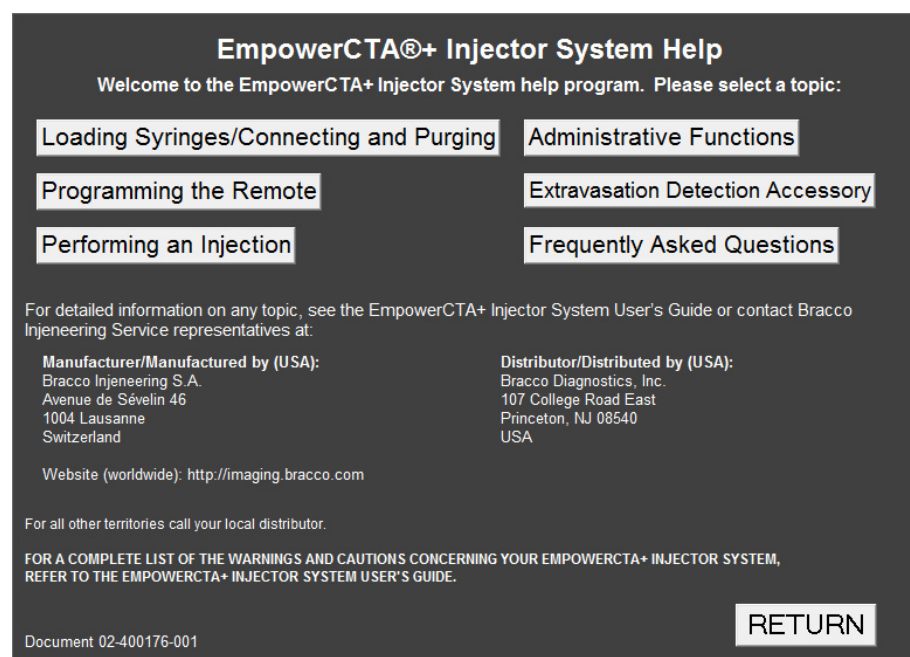 EmpowerCTA®+ Injector System Help
Welcome to the EmpowerCTA+ Injector System help program. Please select a topic:
Loading Syringes/Connecting and Purging
Administrative Functions
Programming the Remote
Extravasation Detection Accessory
Performing an Injection
Frequently Asked Questions
For detailed information on any topic, see the EmpowerCTA+ Injector System User's Guide or contact Bracco
Injeneering Service representatives at:
Manufacturer/Manufactured by (USA):
Bracco Injeneering S.A.
Avenue de Sévelin 46
1004 Lausanne
Switzerland
Distributor/Distributed by (USA):
Bracco Diagnostics, Inc.
107 College Road East
Princeton, NJ 08540
USA
Website (worldwide): http://imaging.bracco.com
For all other territories call your local distributor.
FOR A COMPLETE LIST OF THE WARNINGS AND CAUTIONS CONCERNING YOUR EMPOWERCTA+ INJECTOR SYSTEM,
REFER TO THE EMPOWERCTA+ INJECTOR SYSTEM USER'S GUIDE.
RETURN
Document 02-400176-001